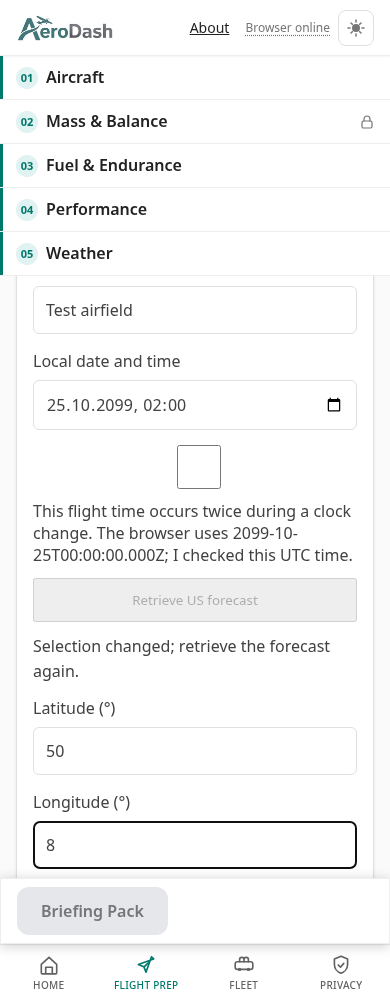 AeroDash
About
Browser online
01 Aircraft
02 Mass & Balance
03 Fuel & Endurance
04 Performance
05 Weather
Test airfield
Local date and time
25.10.2099, 02:00
This flight time occurs twice during a clock
change. The browser uses 2099-10-
25T00:00:00.000Z; I checked this UTC time.
Retrieve US forecast
Selection changed; retrieve the forecast
again.
Latitude (°)
50
Longitude (°)
8
Briefing Pack
HOME
FLIGHT PREP
FLEET
PRIVACY